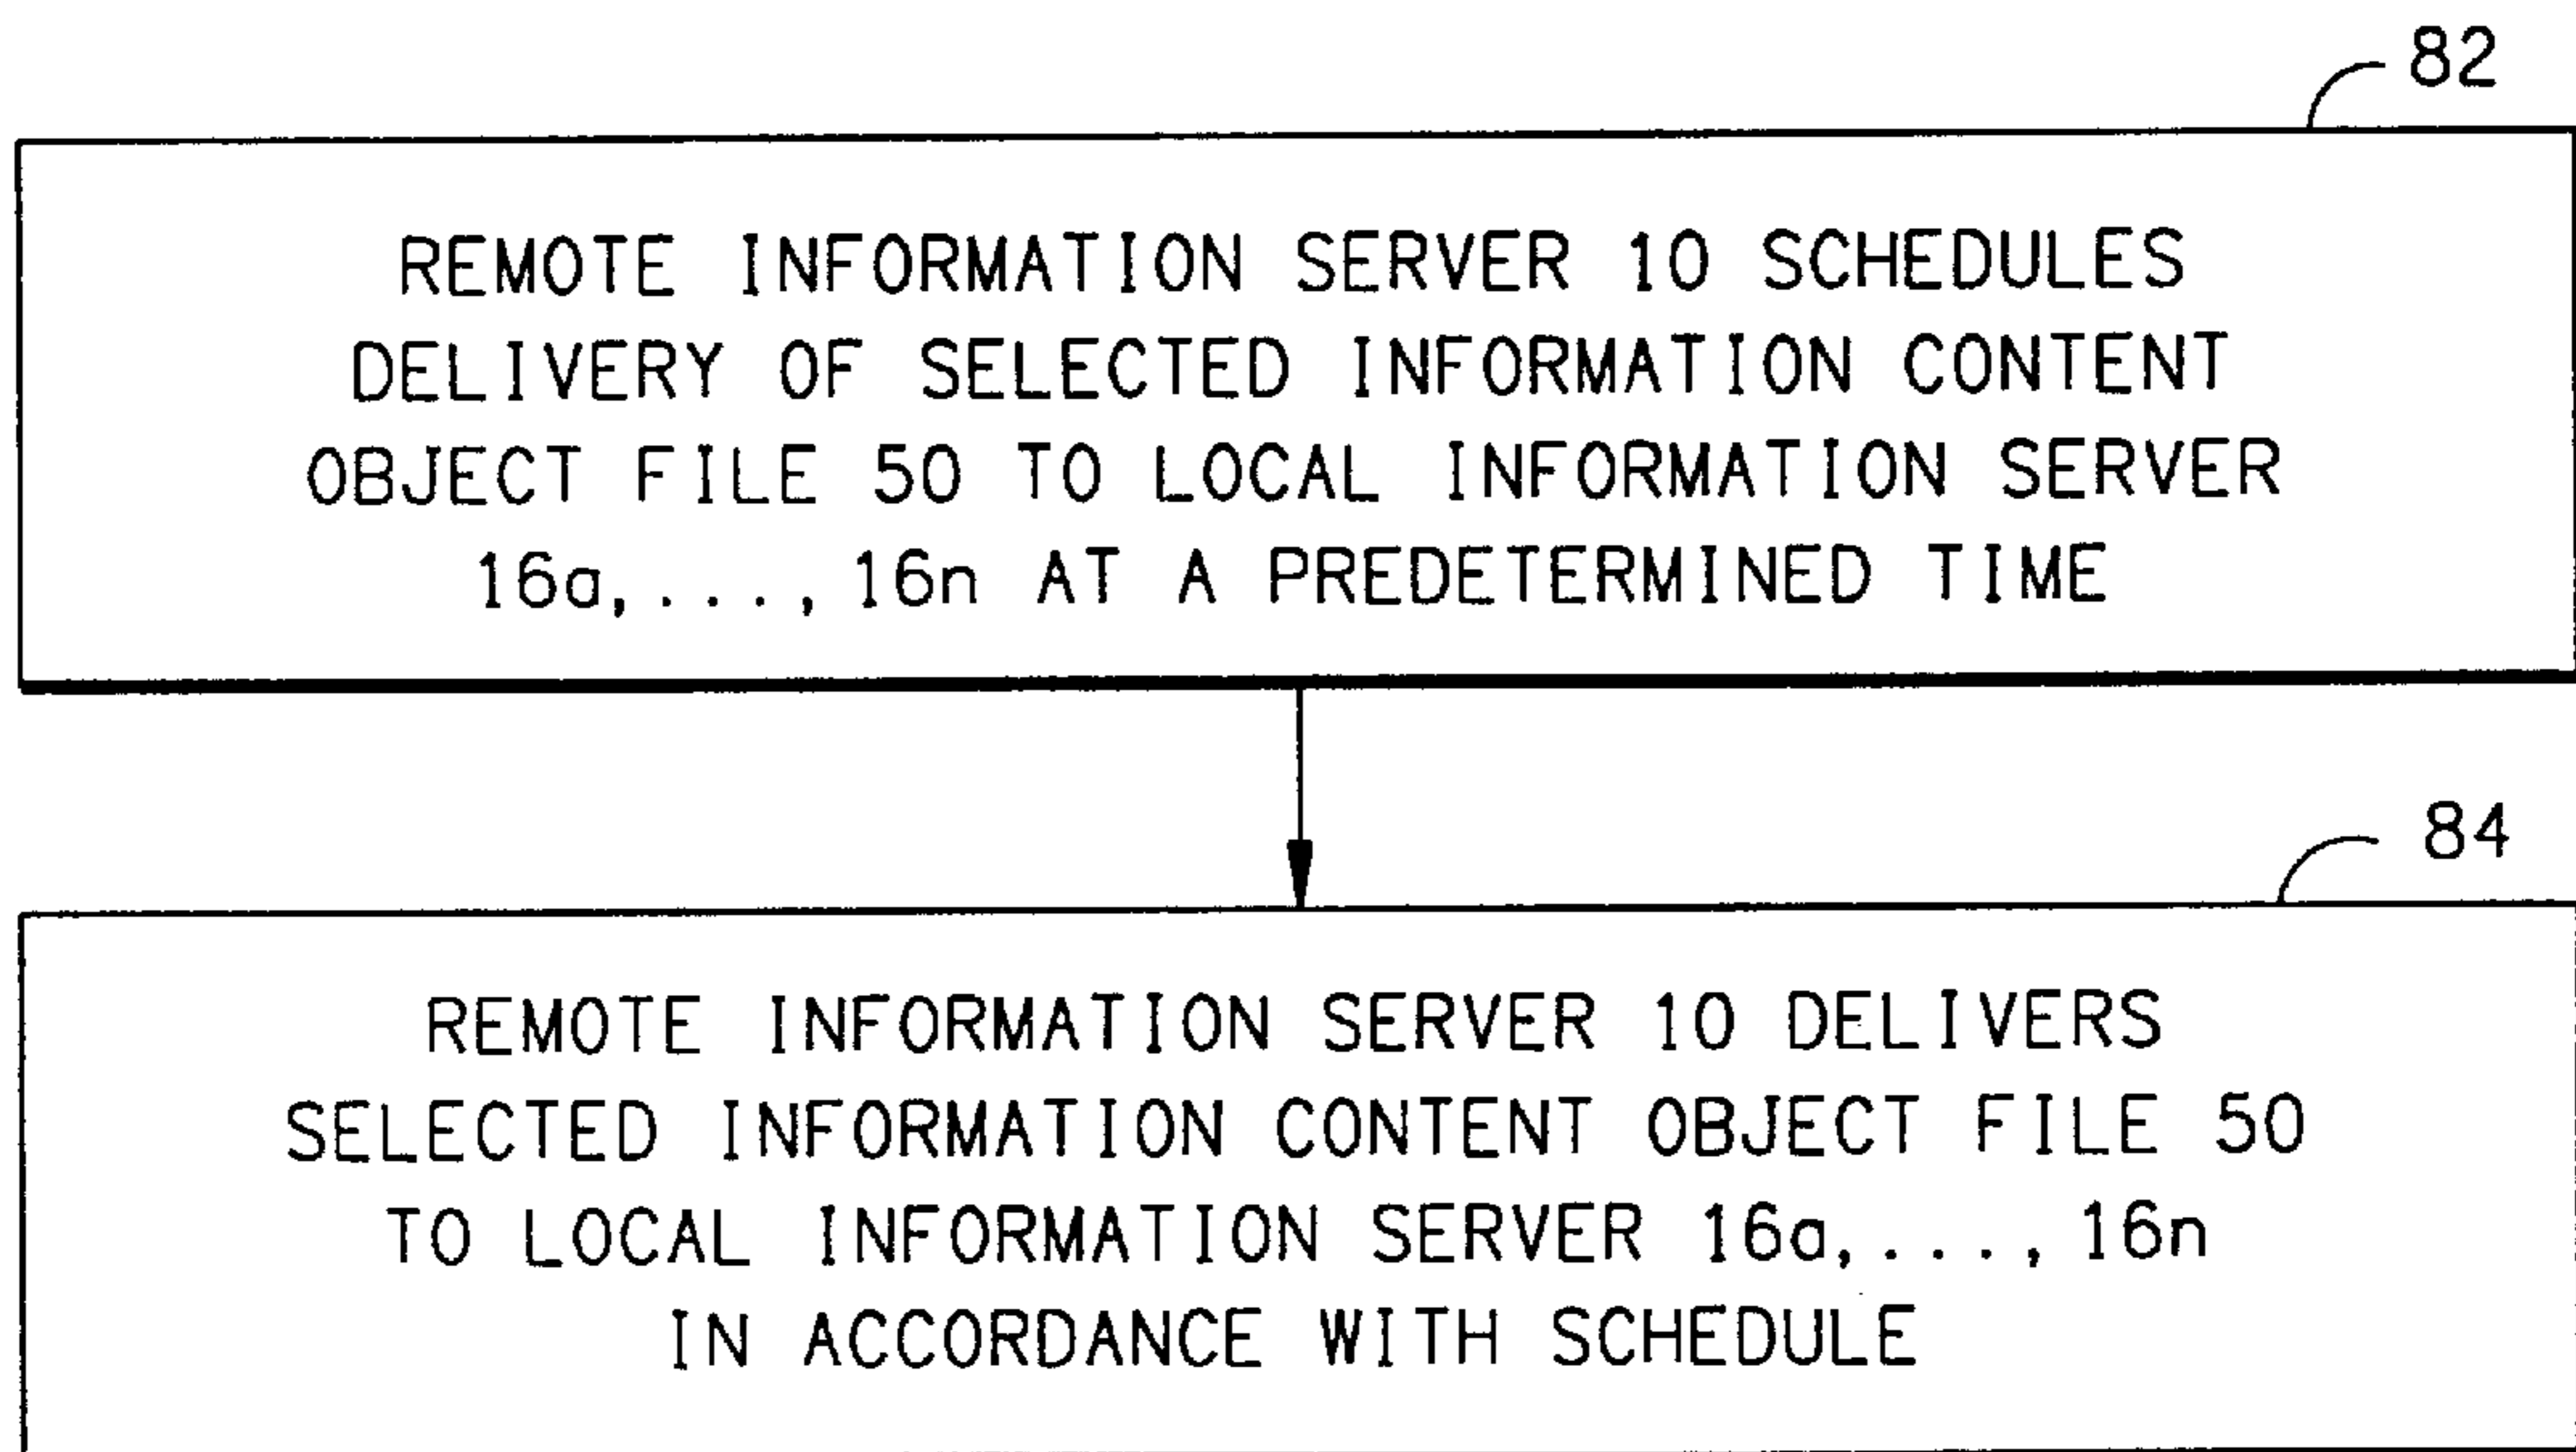 82
REMOTE INFORMATION SERVER 10 SCHEDULES
DELIVERY OF SELECTED INFORMATION CONTENT
OBJECT FILE 50 TO LOCAL INFORMATION SERVER
16a,..., 16n AT A PREDETERMINED TIME
84
REMOTE INFORMATION SERVER 10 DELIVERS
SELECTED INFORMATION CONTENT OBJECT FILE 50
TO LOCAL INFORMATION SERVER 16a,..., 16n
IN ACCORDANCE WITH SCHEDULE